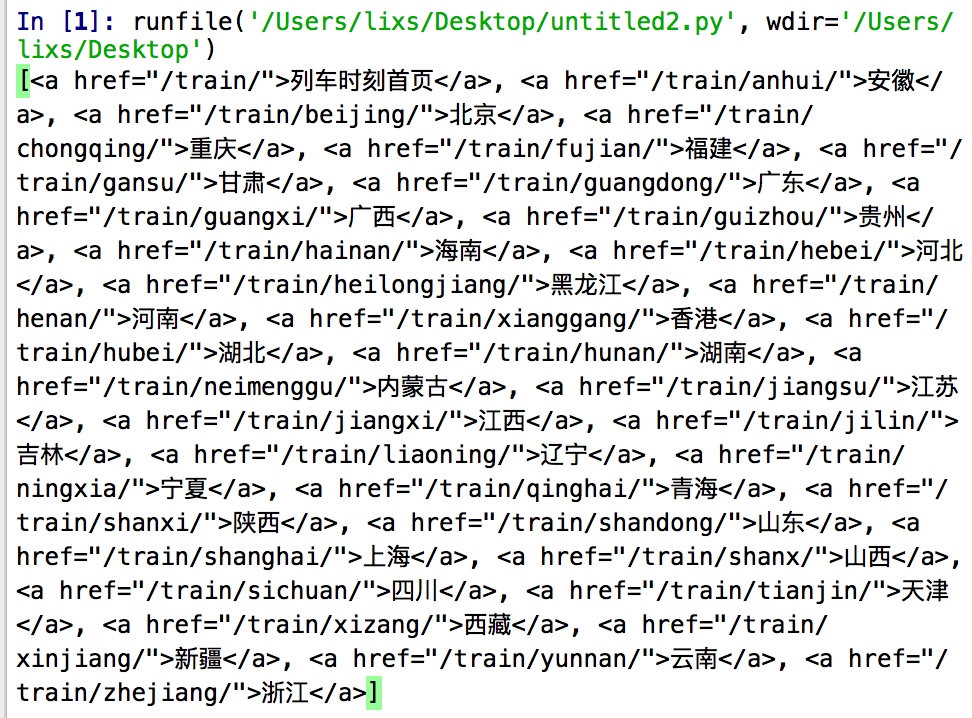 In [1]: runfile('/Users/lixs/Desktop/untitled2.py', wdir='/Users/
lixs/Desktop')
[<a href="/train/">列车时刻首页</a>, <a href="/train/anhui/">安徽</
a>, <a href="/train/beijing/">北京</a>, <a href="/train/
chongqing/">重庆</a>, <a href="/train/fujian/">福建</a>, <a href="/
train/gansu/">甘肃</a>, <a href="/train/guangdong/">广东</a>, <a
href="/train/guangxi/">广西</a>, <a href="/train/guizhou/">贵州</
a>, <a href="/train/hainan/">海南</a>, <a href="/train/hebei/">河北
</a>, <a href="/train/heilongjiang/">黑龙江</a>, <a href="/train/
henan/">河南</a>, <a href="/train/xianggang/">香港</a>, <a href="/
train/hubei/">湖北</a>, <a href="/train/hunan/">湖南</a>, <a
href="/train/neimenggu/">内蒙古</a>, <a href="/train/jiangsu/">江苏
</a>, <a href="/train/jiangxi/">江西</a>, <a href="/train/jilin/">
吉林</a>, <a href="/train/liaoning/">辽宁</a>, <a href="/train/
ningxia/">宁夏</a>, <a href="/train/qinghai/">青海</a>, <a href="/
train/shanxi/">陕西</a>, <a href="/train/shandong/">山东</a>, <a
href="/train/shanghai/">上海</a>, <a href="/train/shanx/">山西</a>,
<a href="/train/sichuan/">四川</a>, <a href="/train/tianjin/">天津
</a>, <a href="/train/xizang/">西藏</a>, <a href="/train/
xinjiang/">新疆</a>, <a href="/train/yunnan/">云南</a>, <a href="/
train/zhejiang/">浙江</a>]